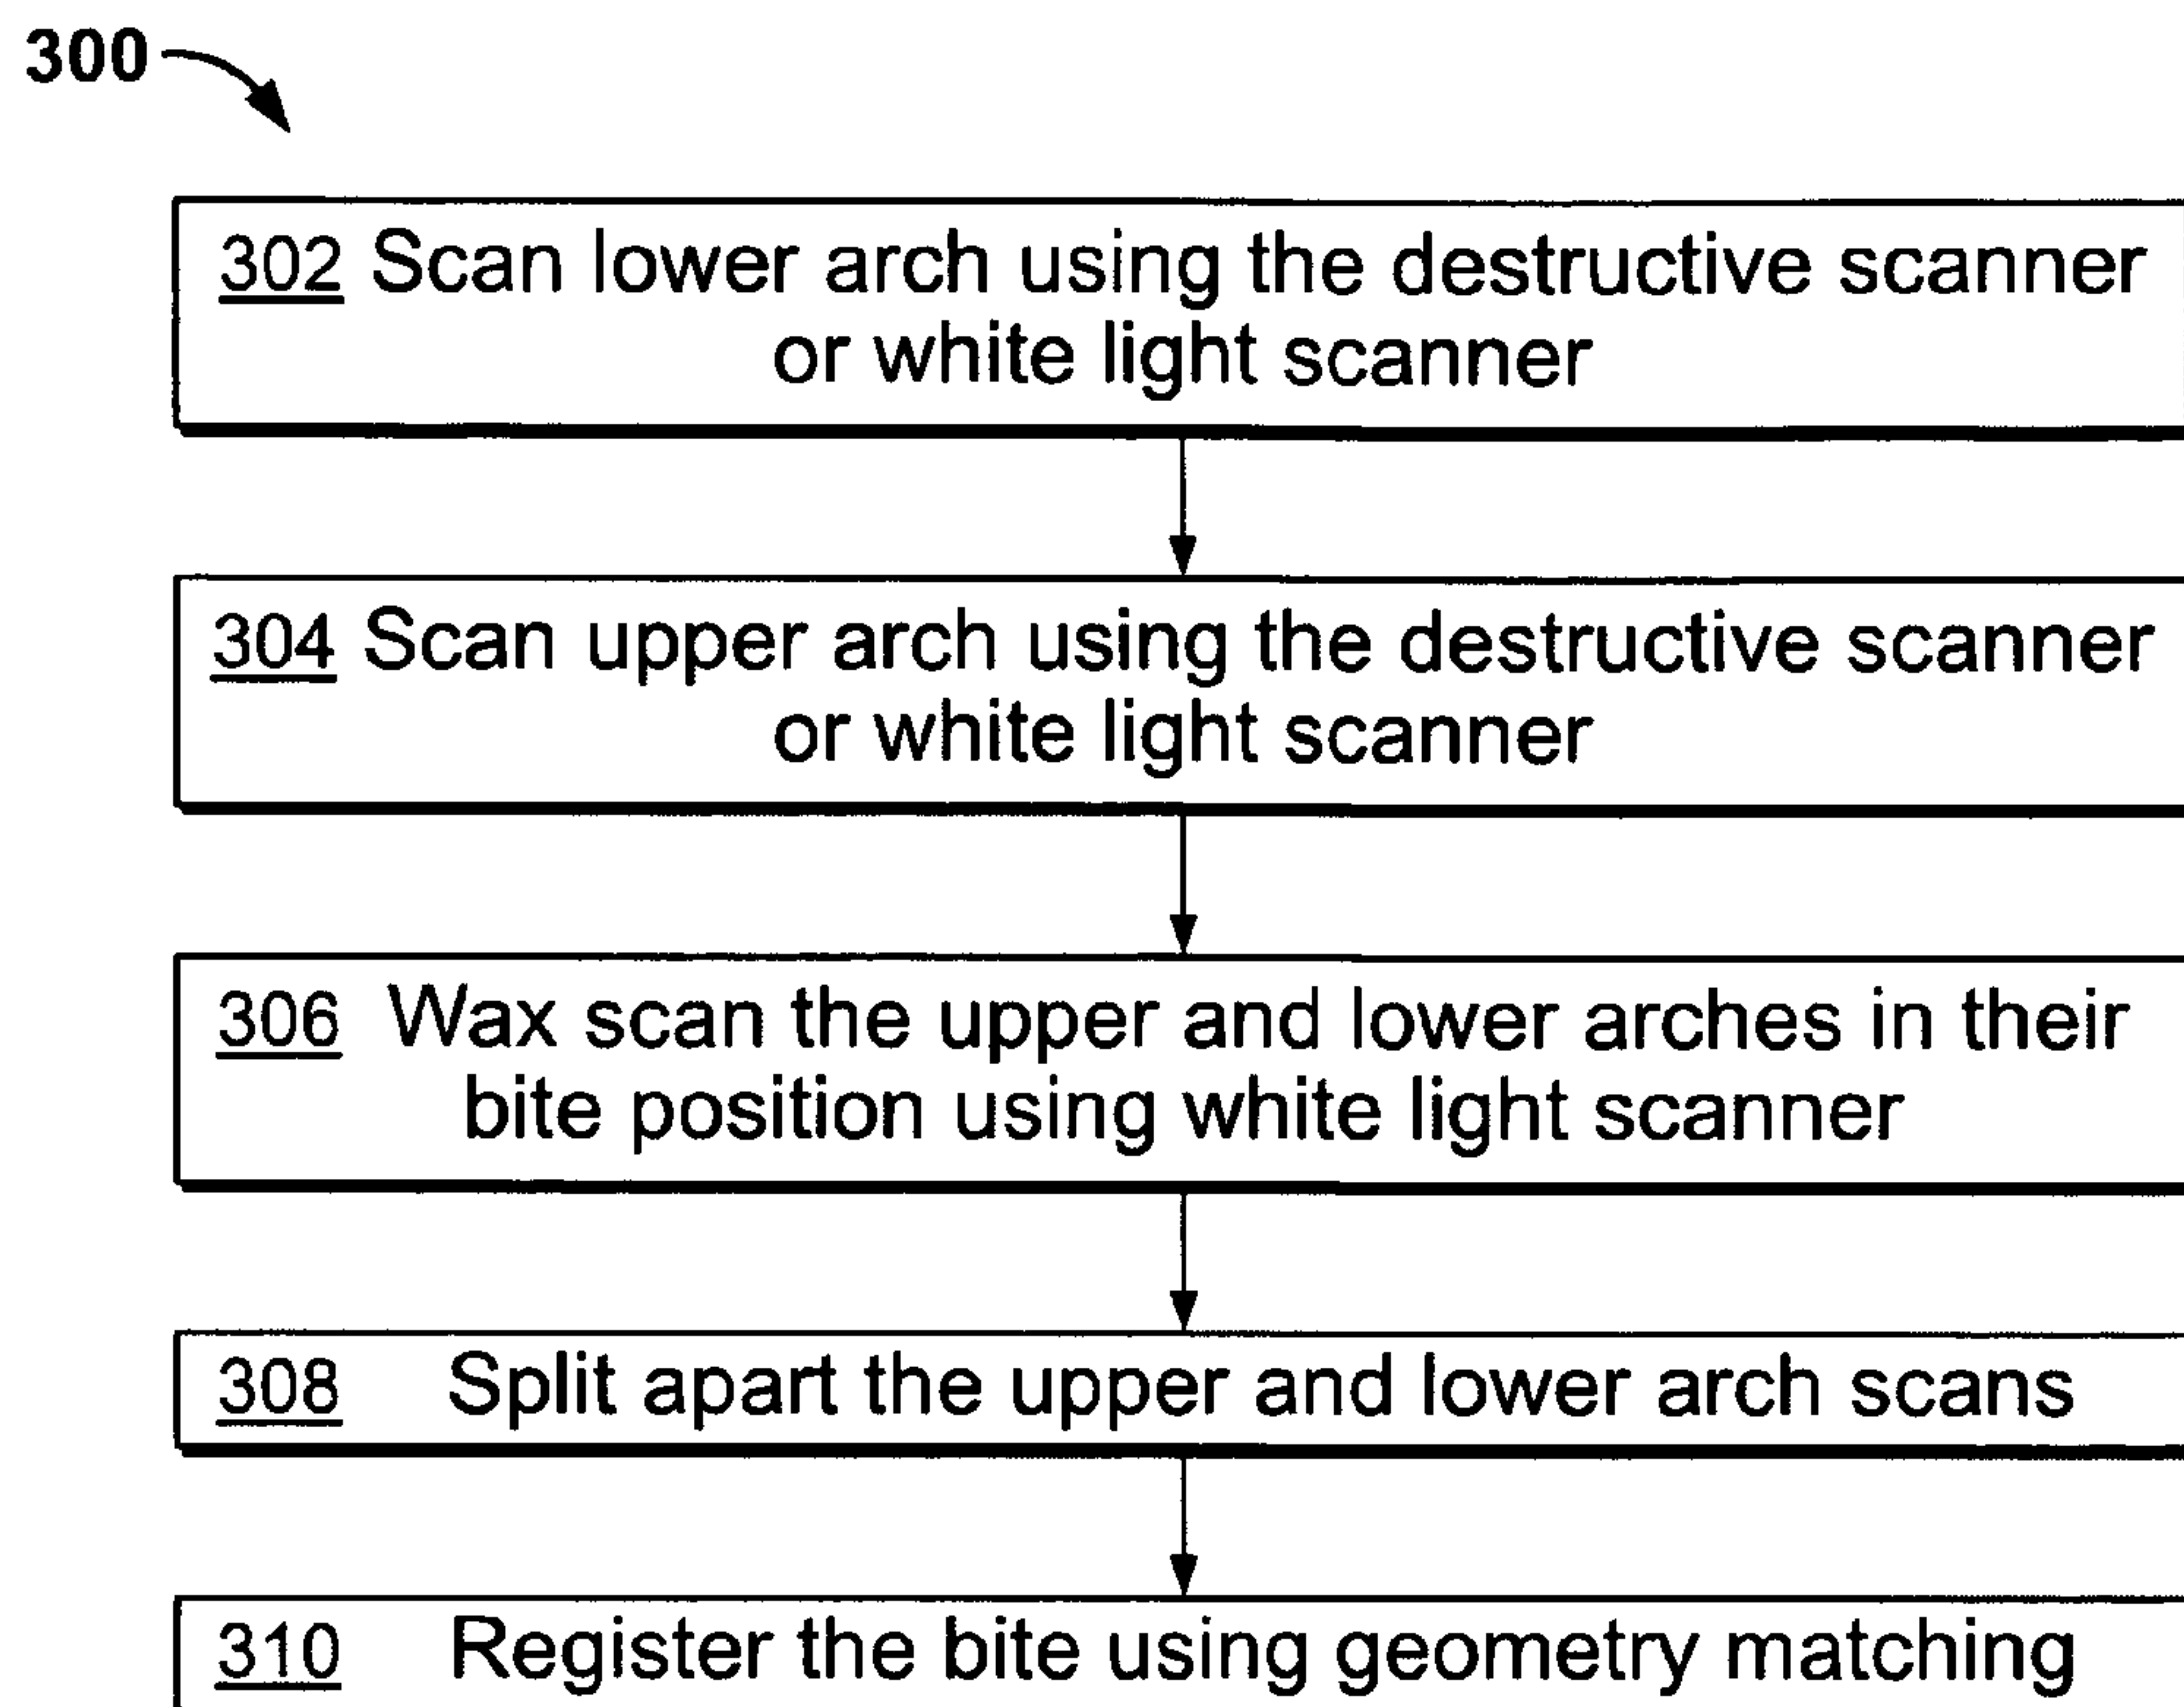 300
302 Scan lower arch using the destructive scanner
or white light scanner
304 Scan upper arch using the destructive scanner
or white light scanner
306 Wax scan the upper and lower arches in their
bite position using white light scanner
308 Split apart the upper and lower arch scans
310 Register the bite using geometry matching